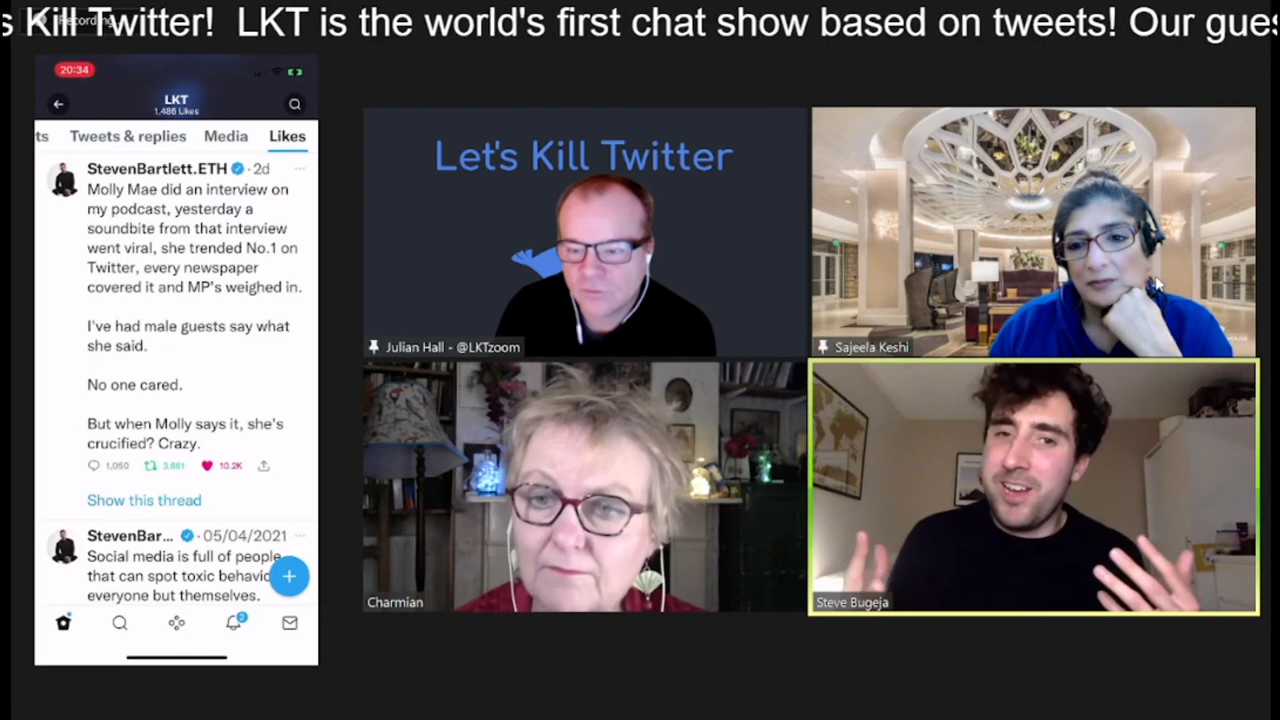 s Kill Twitter! LKT is the world's first chat show based on tweets! Our gues
Recording...
20:34
LKT
1,486 Likes
ts Tweets & replies Media Likes
StevenBartlett.ETH · 2d
Molly Mae did an interview on
my podcast, yesterday a
soundbite from that interview
went viral, she trended No.1 on
Twitter, every newspaper
covered it and MP's weighed in.
I've had male guests say what
she said.
No one cared.
But when Molly says it, she's
crucified? Crazy.
1,050 3,681 10.2K
Show this thread
StevenBar... · 05/04/2021
Social media is full of people
that can spot toxic behavio
everyone but themselves.
2
Let's Kill Twitter
Julian Hall - @LKTzoom
Sajeela Keshi
Charmian
Steve Bugeja